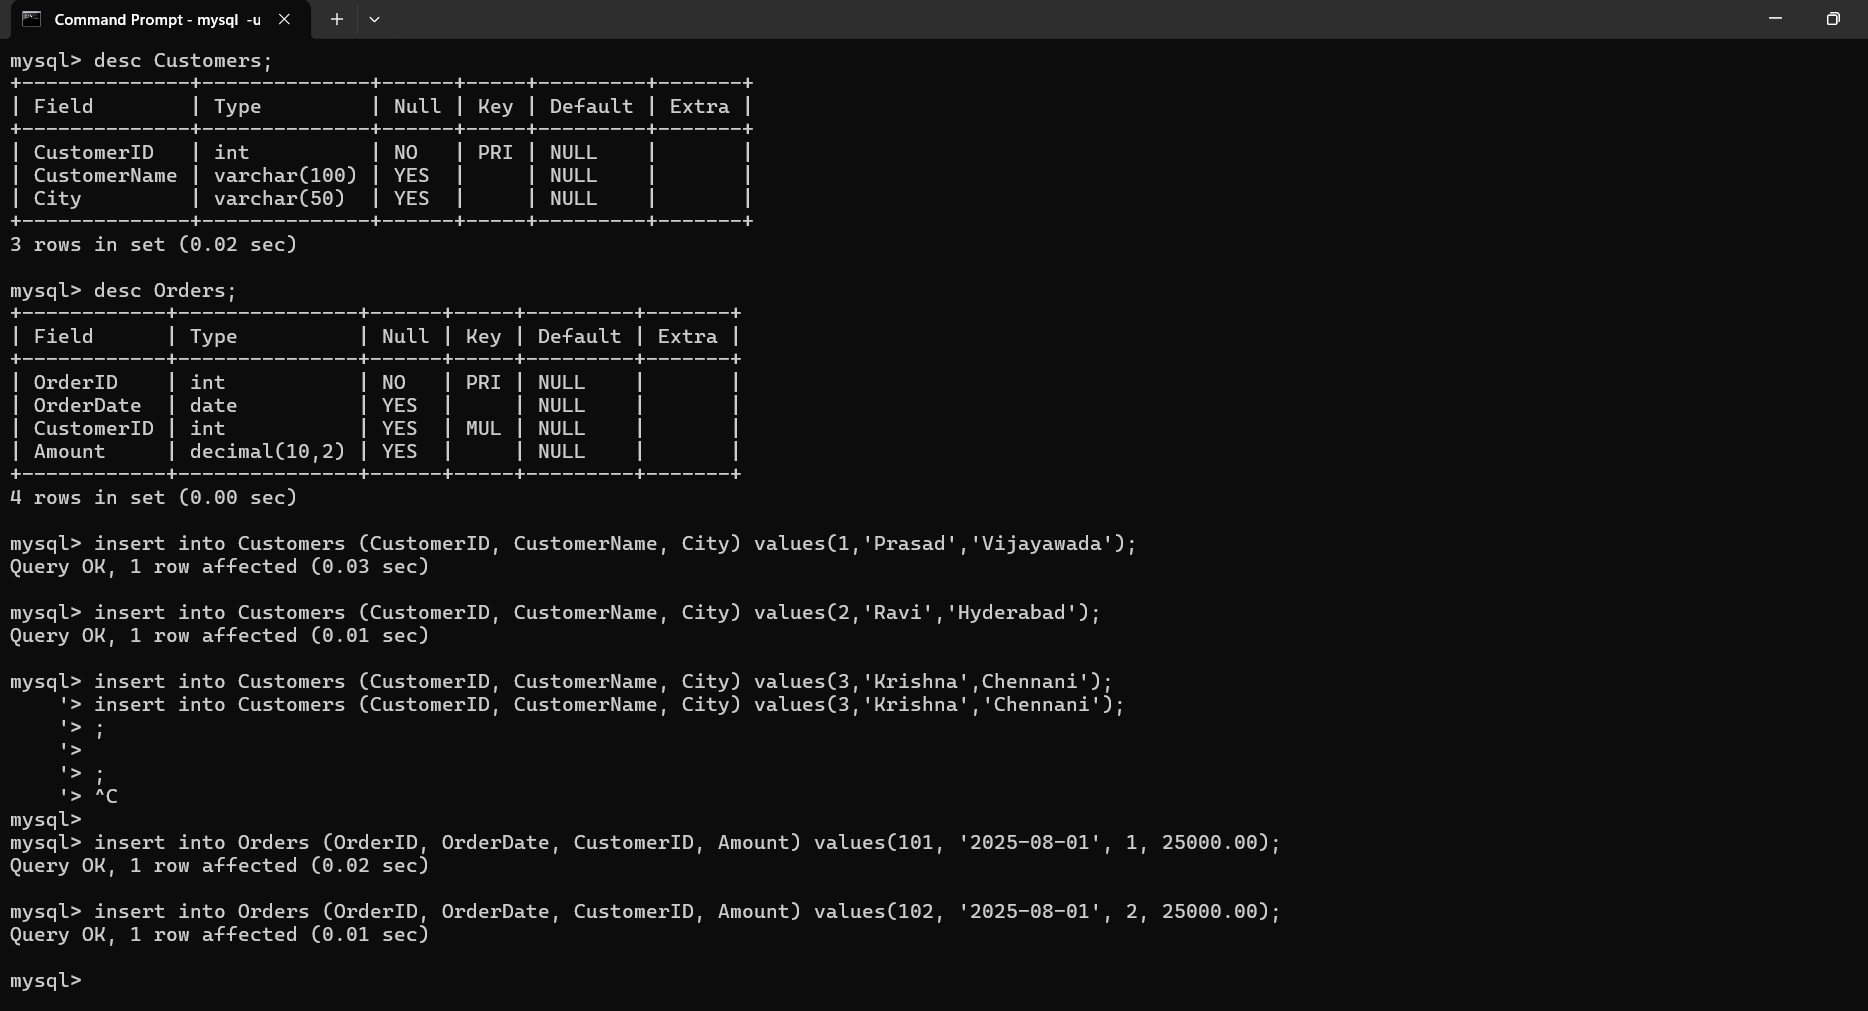 Command Prompt - mysql -u
mysql> desc Customers;
+--------------+--------------+------+-----+---------+-------+
| Field        | Type         | Null | Key | Default | Extra |
+--------------+--------------+------+-----+---------+-------+
| CustomerID   | int          | NO   | PRI | NULL    |       |
| CustomerName | varchar(100) | YES  |     | NULL    |       |
| City         | varchar(50)  | YES  |     | NULL    |       |
+--------------+--------------+------+-----+---------+-------+
3 rows in set (0.02 sec)

mysql> desc Orders;
+------------+---------------+------+-----+---------+-------+
| Field      | Type          | Null | Key | Default | Extra |
+------------+---------------+------+-----+---------+-------+
| OrderID    | int           | NO   | PRI | NULL    |       |
| OrderDate  | date          | YES  |     | NULL    |       |
| CustomerID | int           | YES  | MUL | NULL    |       |
| Amount     | decimal(10,2) | YES  |     | NULL    |       |
+------------+---------------+------+-----+---------+-------+
4 rows in set (0.00 sec)

mysql> insert into Customers (CustomerID, CustomerName, City) values(1,'Prasad','Vijayawada');
Query OK, 1 row affected (0.03 sec)

mysql> insert into Customers (CustomerID, CustomerName, City) values(2,'Ravi','Hyderabad');
Query OK, 1 row affected (0.01 sec)

mysql> insert into Customers (CustomerID, CustomerName, City) values(3,'Krishna',Chennani');
    '> insert into Customers (CustomerID, CustomerName, City) values(3,'Krishna','Chennani');
    '> ;
    '>
    '> ;
    '> ^C
mysql>
mysql> insert into Orders (OrderID, OrderDate, CustomerID, Amount) values(101, '2025-08-01', 1, 25000.00);
Query OK, 1 row affected (0.02 sec)

mysql> insert into Orders (OrderID, OrderDate, CustomerID, Amount) values(102, '2025-08-01', 2, 25000.00);
Query OK, 1 row affected (0.01 sec)

mysql>